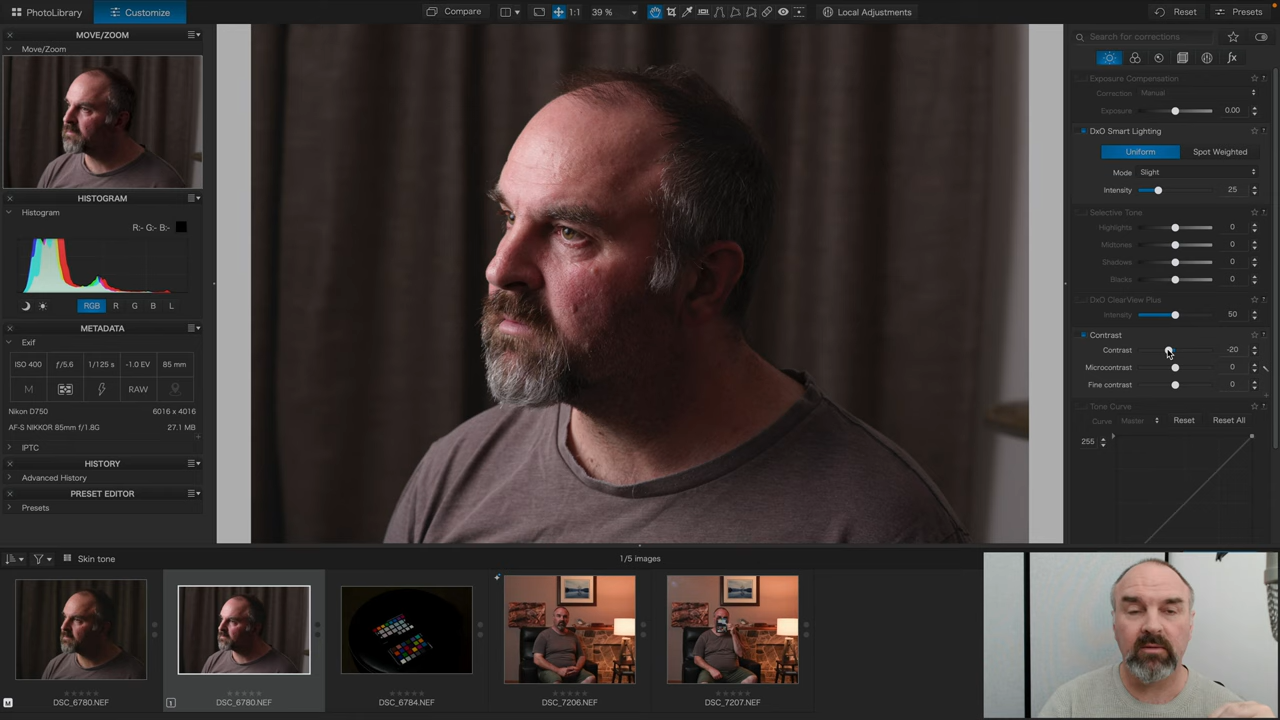 PhotoLibrary
Customize
Compare
1:1
39 %
Local Adjustments
Reset
Presets
MOVE/ZOOM
Move/Zoom
HISTOGRAM
Histogram
R:- G:- B:-
RGB R G B L
METADATA
Exif
ISO 400 ƒ/5.6 1/125 s -1.0 EV 85 mm
M RAW
Nikon D750 6016 x 4016
AF-S NIKKOR 85mm f/1.8G 27.1 MB
IPTC
HISTORY
Advanced History
PRESET EDITOR
Presets
Search for corrections
fx
Exposure Compensation
Correction Manual
Exposure 0.00
DxO Smart Lighting
Uniform Spot Weighted
Mode Slight
Intensity 25
Selective Tone
Highlights 0
Midtones 0
Shadows 0
Blacks 0
DxO ClearView Plus
Intensity 50
Contrast
Contrast -20
Microcontrast 0
Fine contrast 0
Tone Curve
Curve Master Reset Reset All
255
Skin tone
1/5 images
M DSC_6780.NEF
1 DSC_6780.NEF
DSC_6784.NEF
DSC_7206.NEF
DSC_7207.NEF